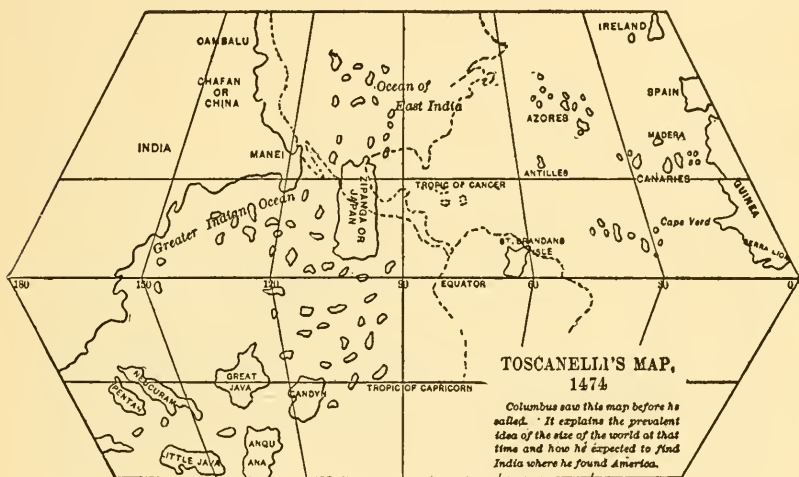 IRELAND
CAMBALU
CHAFAN
OR
CHINA
Ocean of
East India
SPAIN
AZORES
MADERA
INDIA
MANEI
ANTILLES
CANARIES
TROPIC OF CANCER
ZIPANGA OR
JAPAN
GUINEA
Greater Indian Ocean
Cape Verd
ST. BRANDANS
ISLE
SERRA LION
180
150
120
90
60
30
0
EQUATOR
TOSCANELLI'S MAP,
1474
NEUCURAM
PENTAN
GREAT
JAVA
CANDYN
TROPIC OF CAPRICORN
Columbus saw this map before he
sailed. It explains the prevalent
idea of the size of the world at that
time and how he expected to find
India where he found America.
LITTLE JAVA
ANQU
ANA